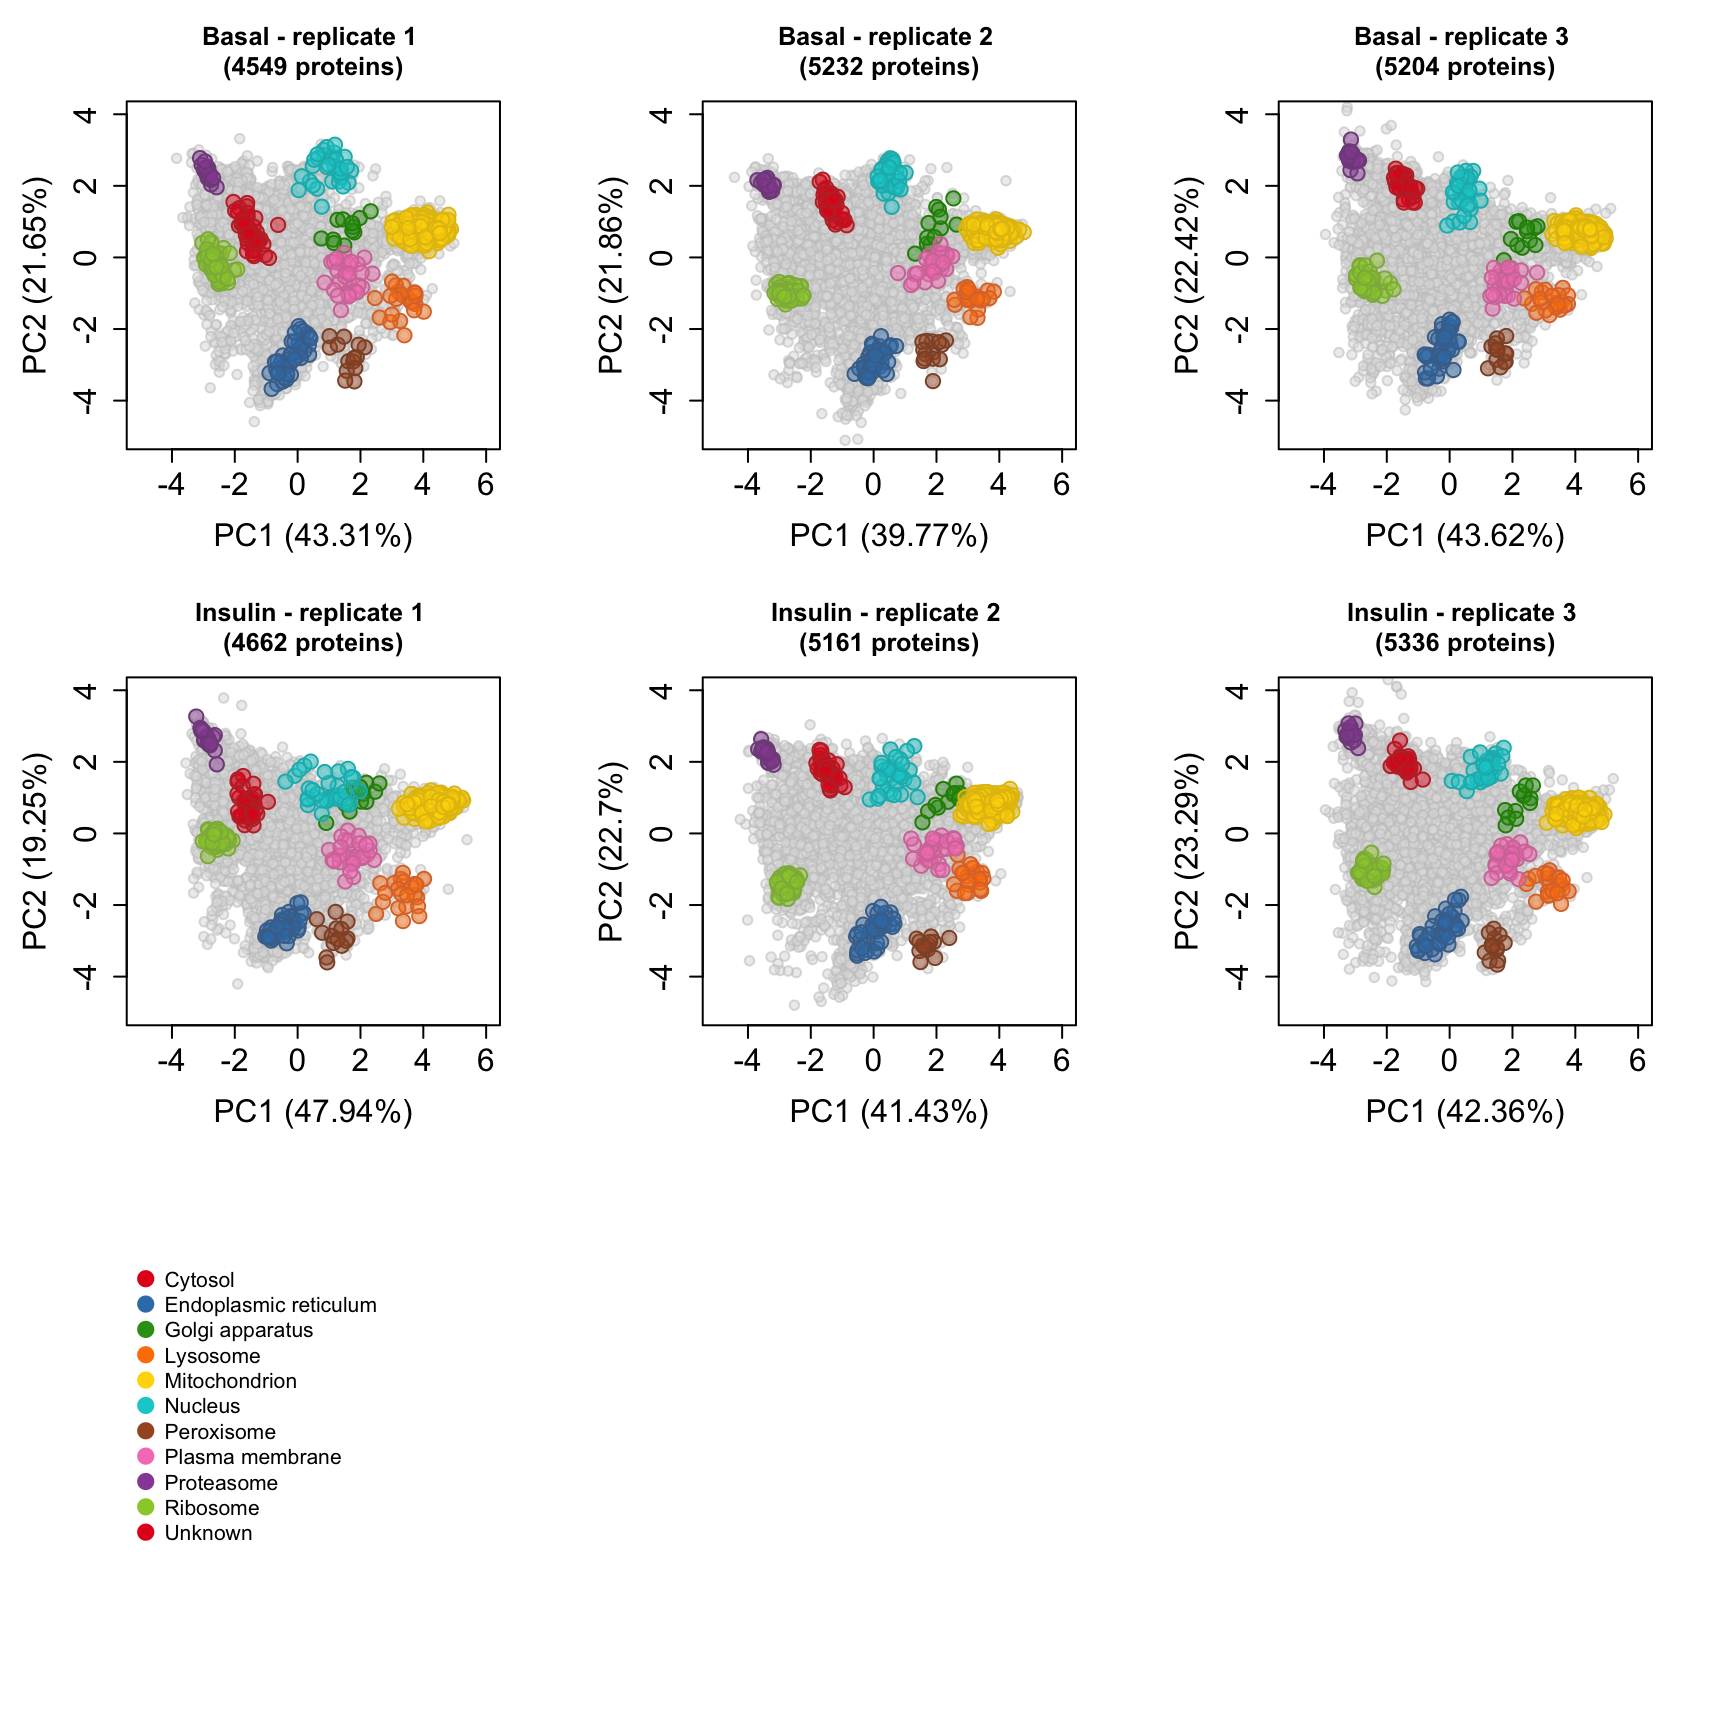 Basal - replicate 1
(4549 proteins)
Basal - replicate 2
(5232 proteins)
Basal - replicate 3
(5204 proteins)
PC2 (21.65%)
4
2
0
-2
-4
-4 -2 0 2 4 6
PC1 (43.31%)
PC2 (21.86%)
4
2
0
-2
-4
-4 -2 0 2 4 6
PC1 (39.77%)
PC2 (22.42%)
4
2
0
-2
-4
-4 -2 0 2 4 6
PC1 (43.62%)
Insulin - replicate 1
(4662 proteins)
Insulin - replicate 2
(5161 proteins)
Insulin - replicate 3
(5336 proteins)
PC2 (19.25%)
4
2
0
-2
-4
-4 -2 0 2 4 6
PC1 (47.94%)
PC2 (22.7%)
4
2
0
-2
-4
-4 -2 0 2 4 6
PC1 (41.43%)
PC2 (23.29%)
4
2
0
-2
-4
-4 -2 0 2 4 6
PC1 (42.36%)
Cytosol
Endoplasmic reticulum
Golgi apparatus
Lysosome
Mitochondrion
Nucleus
Peroxisome
Plasma membrane
Proteasome
Ribosome
Unknown